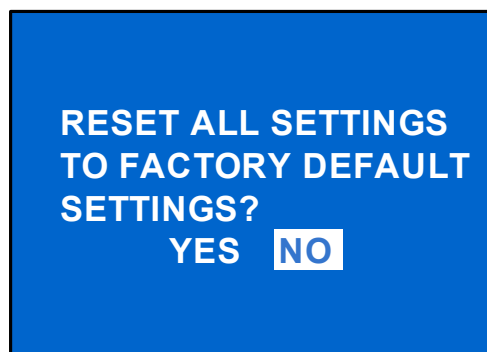 RESET ALL SETTINGS
TO FACTORY DEFAULT
SETTINGS?
YES NO